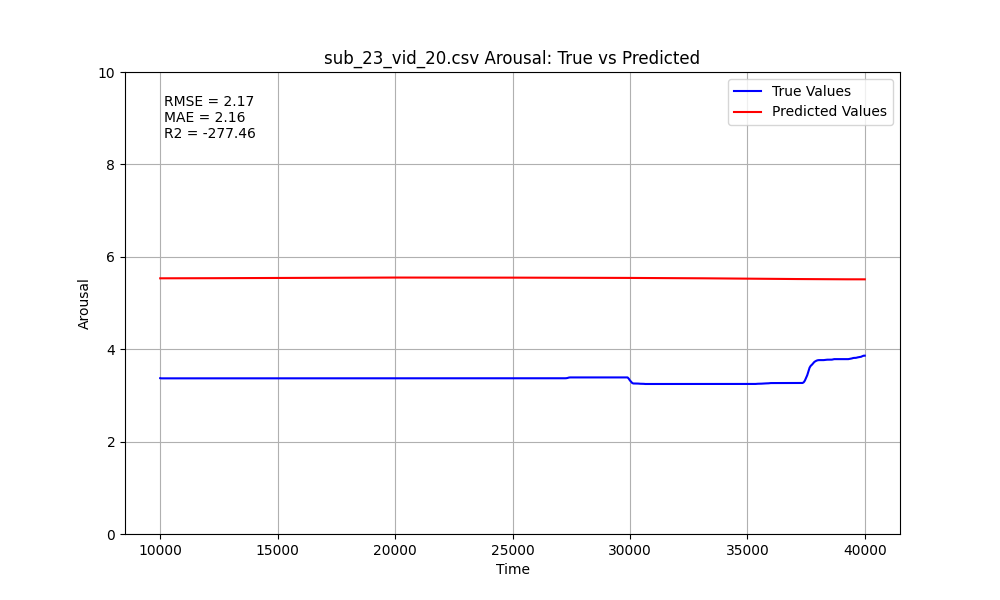 sub_23_vid_20.csv Arousal: True vs Predicted
RMSE = 2.17
MAE = 2.16
R2 = -277.46
True Values
Predicted Values
10
8
6
4
2
0
Arousal
10000 15000 20000 25000 30000 35000 40000
Time